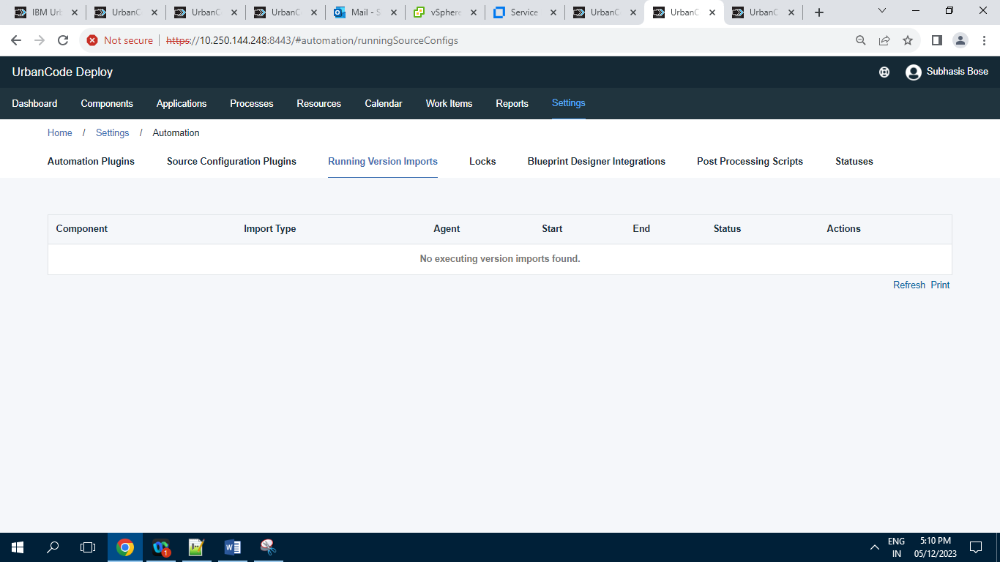 IBM Urb UrbanC UrbanC UrbanC Mail - S vSphere Service UrbanC UrbanC UrbanC
Not secure https://10.250.144.248:8443/#automation/runningSourceConfigs
UrbanCode Deploy Subhasis Bose
Dashboard Components Applications Processes Resources Calendar Work Items Reports Settings
Home / Settings / Automation
Automation Plugins Source Configuration Plugins Running Version Imports Locks Blueprint Designer Integrations Post Processing Scripts Statuses
Component Import Type Agent Start End Status Actions
No executing version imports found.
Refresh Print
ENG 5:10 PM
IN 05/12/2023